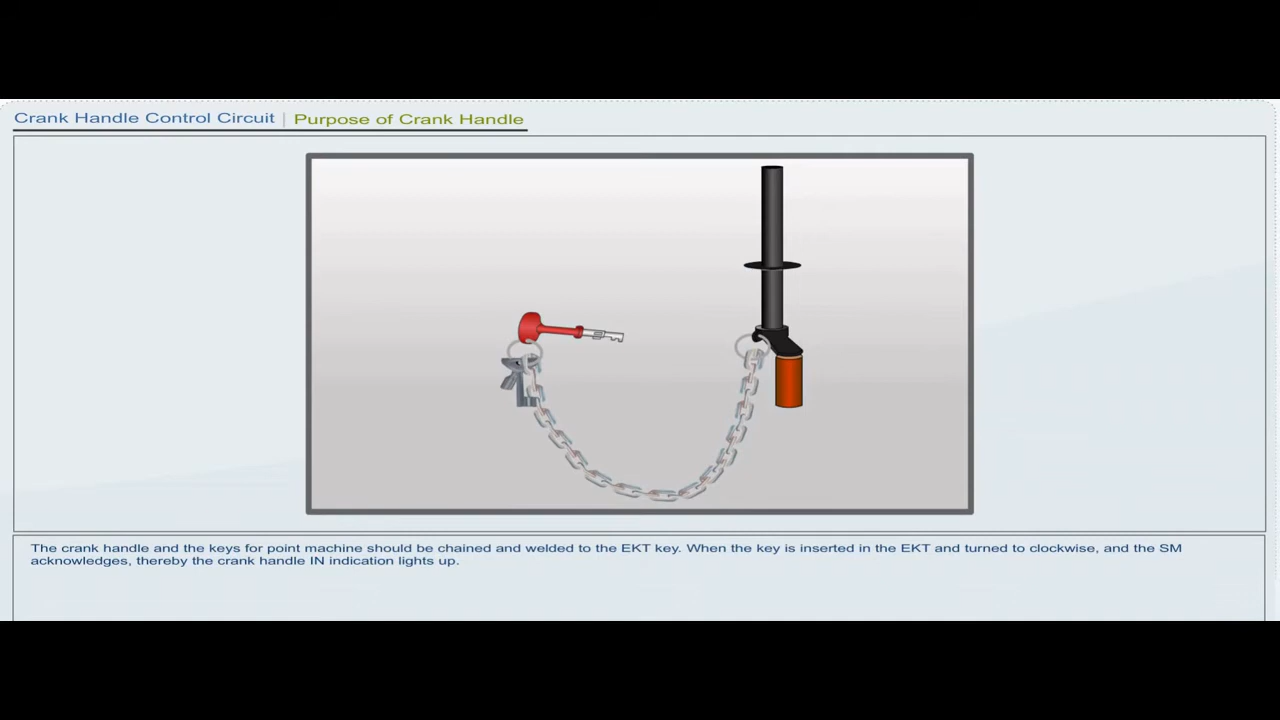 Crank Handle Control Circuit | Purpose of Crank Handle
The crank handle and the keys for point machine should be chained and welded to the EKT key. When the key is inserted in the EKT and turned to clockwise, and the SM
acknowledges, thereby the crank handle IN indication lights up.